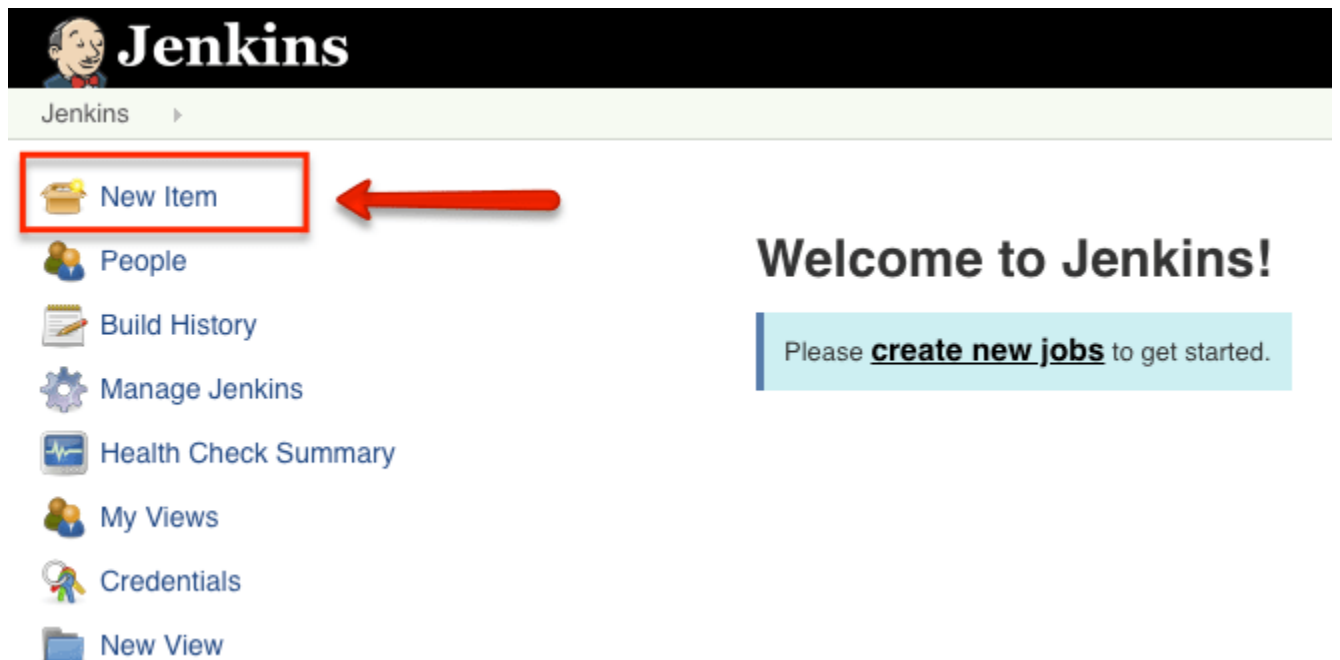 Jenkins
Jenkins
New Item
People
Build History
Manage Jenkins
Health Check Summary
My Views
Credentials
New View
Welcome to Jenkins!
Please create new jobs to get started.